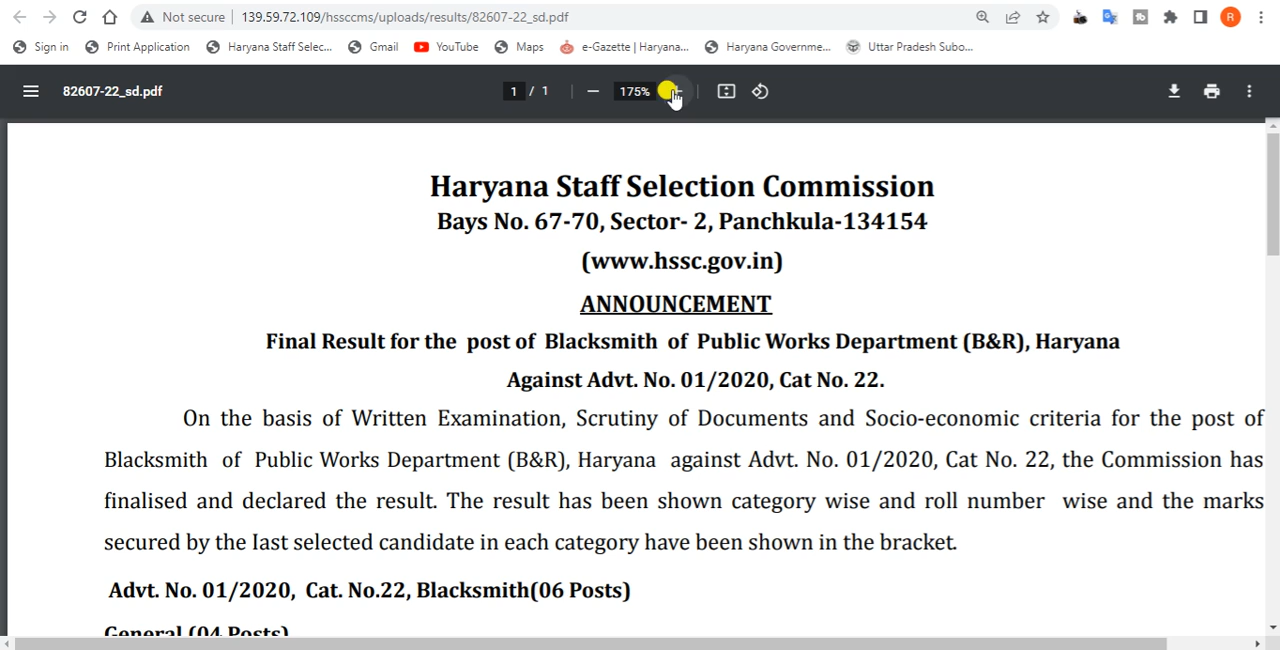 Not secure | 139.59.72.109/hssccms/uploads/results/82607-22_sd.pdf
R
Sign in Print Application Haryana Staff Selec... Gmail YouTube Maps e-Gazette | Haryana... Haryana Governme... Uttar Pradesh Subo...
82607-22_sd.pdf 1 / 1 175%
Haryana Staff Selection Commission
Bays No. 67-70, Sector- 2, Panchkula-134154
(www.hssc.gov.in)
ANNOUNCEMENT
Final Result for the post of Blacksmith of Public Works Department (B&R), Haryana
Against Advt. No. 01/2020, Cat No. 22.
On the basis of Written Examination, Scrutiny of Documents and Socio-economic criteria for the post of
Blacksmith of Public Works Department (B&R), Haryana against Advt. No. 01/2020, Cat No. 22, the Commission has
finalised and declared the result. The result has been shown category wise and roll number wise and the marks
secured by the Iast selected candidate in each category have been shown in the bracket.
Advt. No. 01/2020, Cat. No.22, Blacksmith(06 Posts)
General (04 Posts)